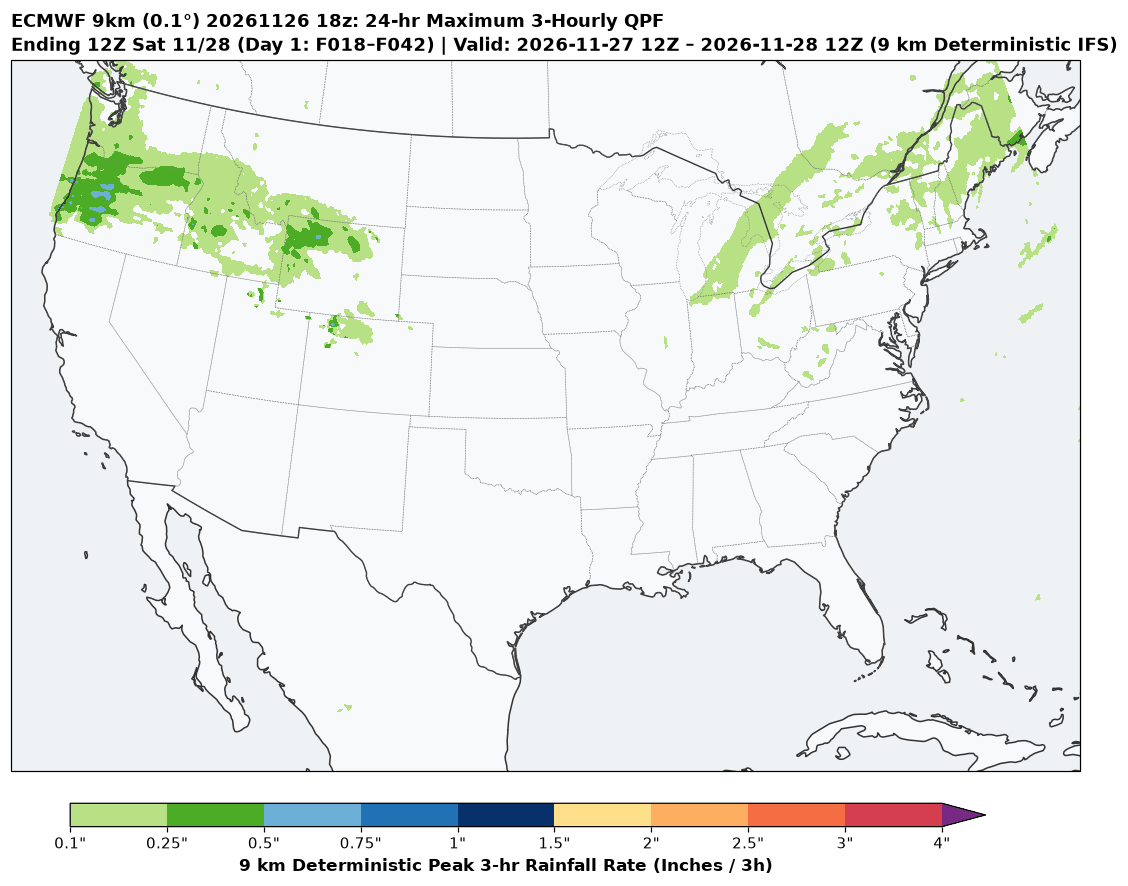 ECMWF 9km (0.1°) 20261126 18z: 24-hr Maximum 3-Hourly QPF
Ending 12Z Sat 11/28 (Day 1: F018–F042) | Valid: 2026-11-27 12Z – 2026-11-28 12Z (9 km Deterministic IFS)
0.1" 0.25" 0.5" 0.75" 1" 1.5" 2" 2.5" 3" 4"
9 km Deterministic Peak 3-hr Rainfall Rate (Inches / 3h)